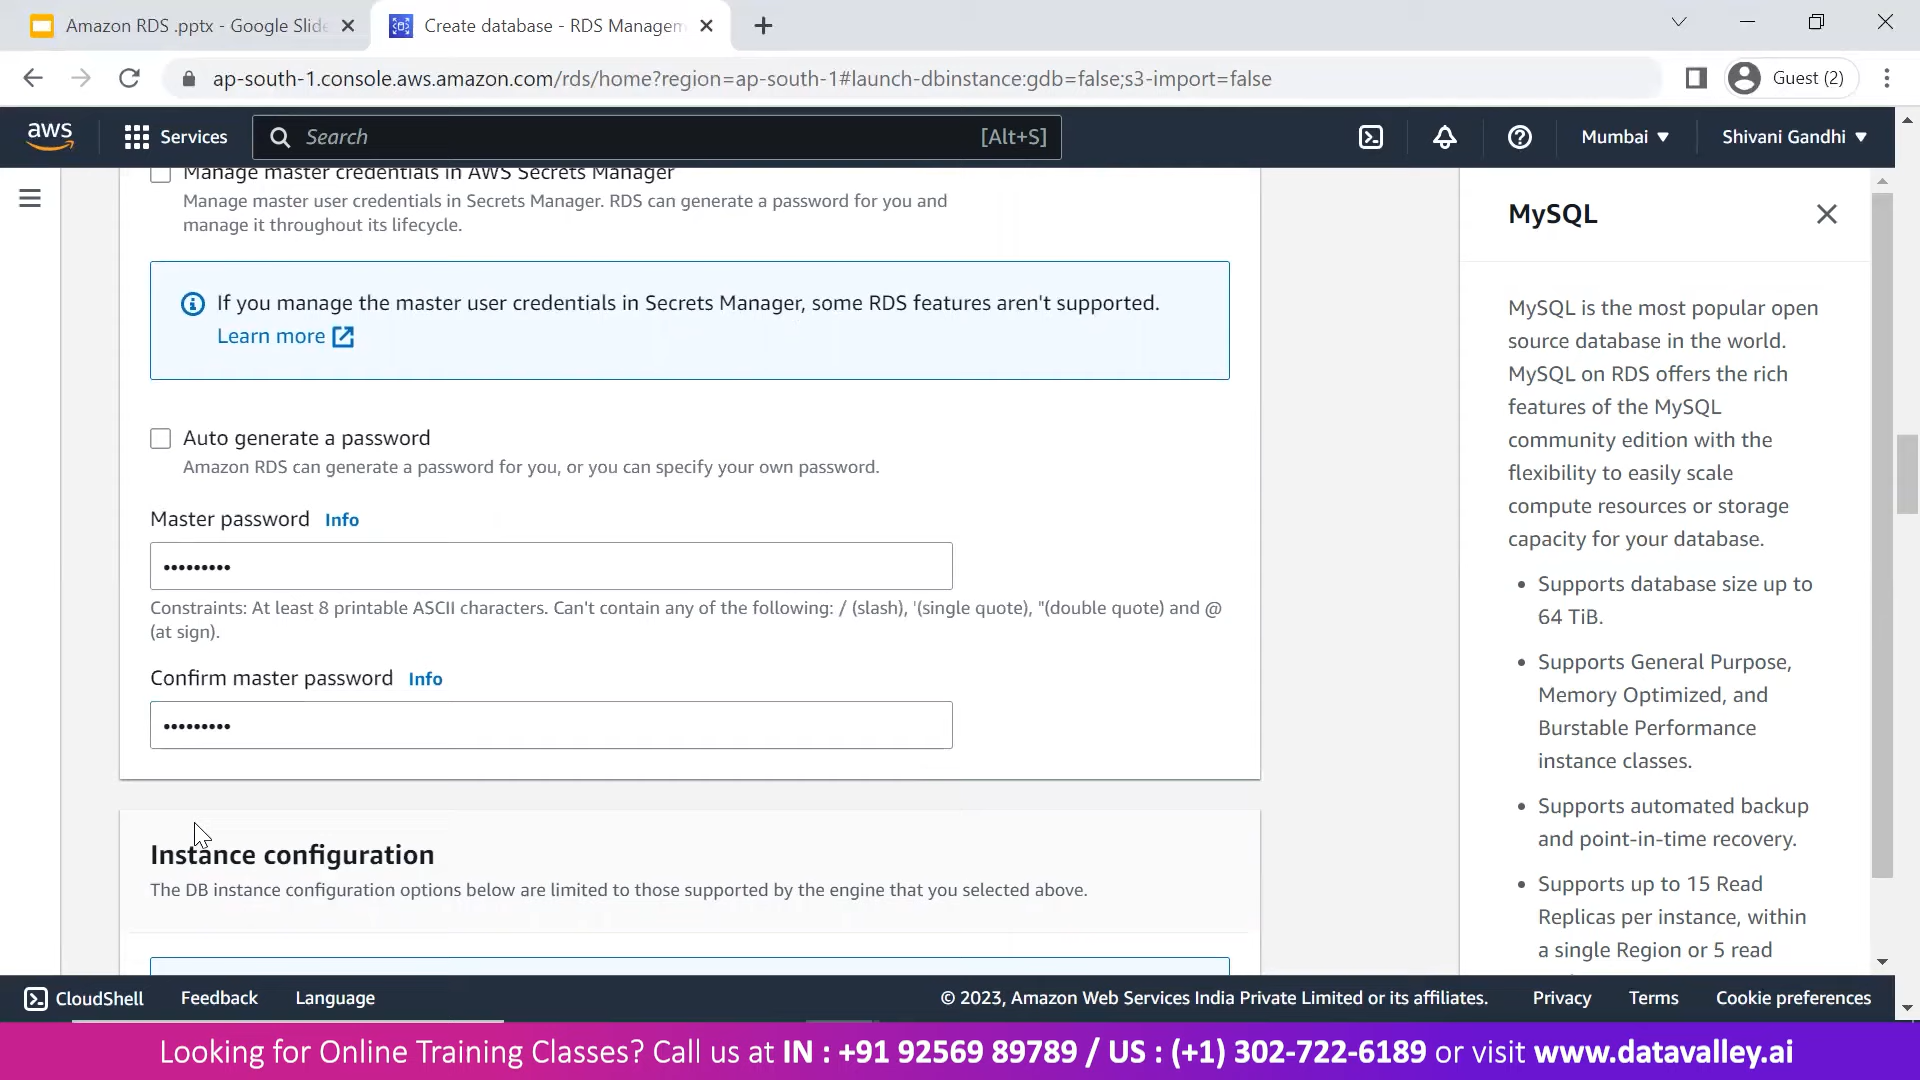 Amazon RDS .pptx - Google Slide
Create database - RDS Managem
ap-south-1.console.aws.amazon.com/rds/home?region=ap-south-1#launch-dbinstance:gdb=false;s3-import=false
Guest (2)
aws
Services
Search
[Alt+S]
Mumbai
Shivani Gandhi
Manage master credentials in AWS Secrets Manager
Manage master user credentials in Secrets Manager. RDS can generate a password for you and
manage it throughout its lifecycle.
If you manage the master user credentials in Secrets Manager, some RDS features aren't supported.
Learn more
Auto generate a password
Amazon RDS can generate a password for you, or you can specify your own password.
Master password Info
•••••••••
Constraints: At least 8 printable ASCII characters. Can't contain any of the following: / (slash), '(single quote), "(double quote) and @
(at sign).
Confirm master password Info
•••••••••
Instance configuration
The DB instance configuration options below are limited to those supported by the engine that you selected above.
MySQL
MySQL is the most popular open
source database in the world.
MySQL on RDS offers the rich
features of the MySQL
community edition with the
flexibility to easily scale
compute resources or storage
capacity for your database.
• Supports database size up to
64 TiB.
• Supports General Purpose,
Memory Optimized, and
Burstable Performance
instance classes.
• Supports automated backup
and point-in-time recovery.
• Supports up to 15 Read
Replicas per instance, within
a single Region or 5 read
CloudShell
Feedback
Language
© 2023, Amazon Web Services India Private Limited or its affiliates.
Privacy
Terms
Cookie preferences
Looking for Online Training Classes? Call us at IN : +91 92569 89789 / US : (+1) 302-722-6189 or visit www.datavalley.ai